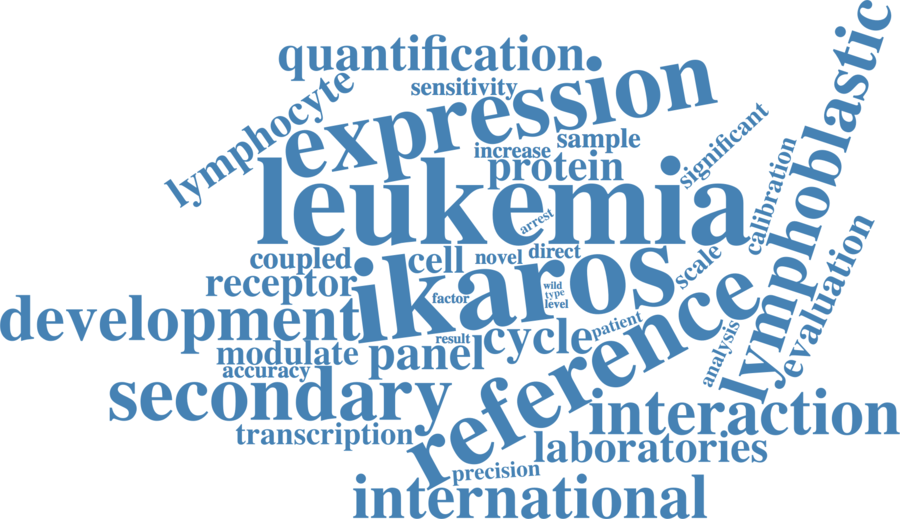 quantification
sensitivity
lymphocyte
expression
increase
sample
protein
significant
lymphoblastic
leukemia
arrest
calibration
coupled
cell
novel
direct
scale
evaluation
receptor
ikaros
factor
wild
type
level
development
result
cycle
patient
reference
analysis
modulate
accuracy
panel
secondary
interaction
transcription
laboratories
precision
international